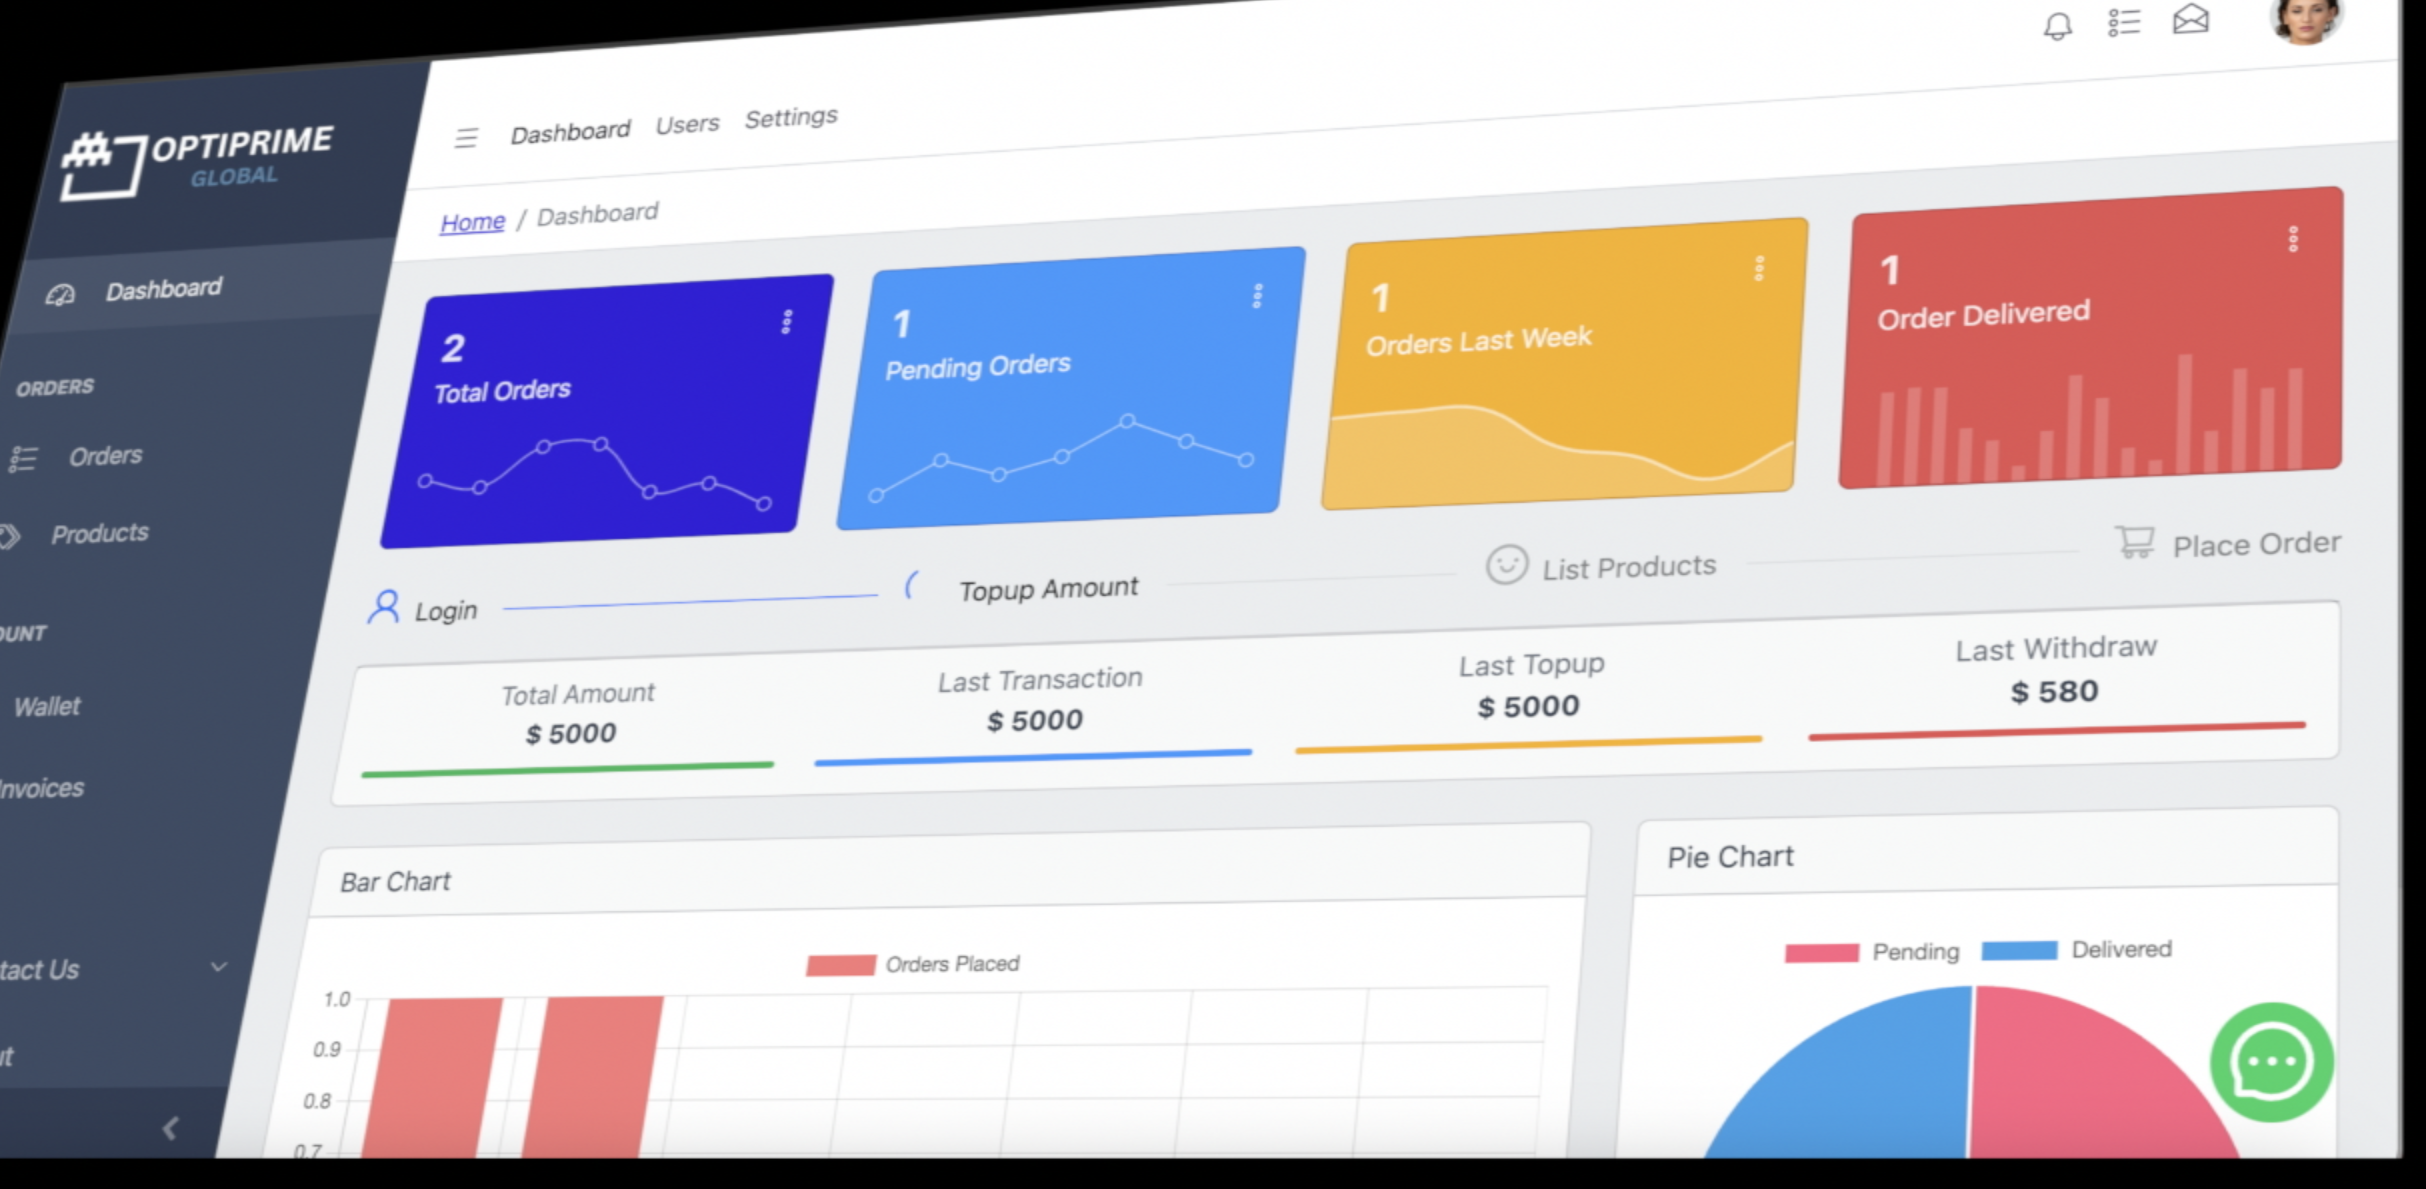 OPTIPRIME
GLOBAL
Dashboard
ORDERS
Orders
Products
OUNT
Wallet
Invoices
tact Us
ut
Dashboard Users Settings
Home / Dashboard
2
Total Orders
1
Pending Orders
1
Orders Last Week
1
Order Delivered
Login
Topup Amount
List Products
Place Order
Total Amount
$ 5000
Last Transaction
$ 5000
Last Topup
$ 5000
Last Withdraw
$ 580
Bar Chart
Orders Placed
1.0
0.9
0.8
0.7
Pie Chart
Pending
Delivered